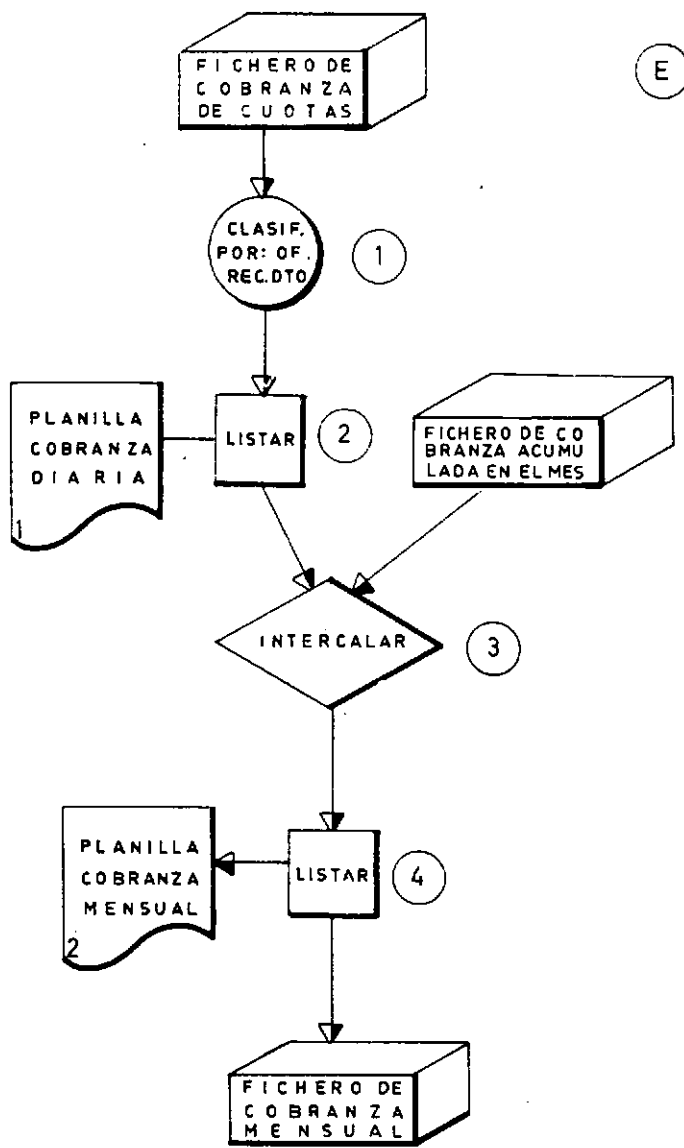 FICHERO DE
COBRANZA
DE CUOTAS
E
CLASIF.
POR: OF.
REC.DTO
1
PLANILLA
COBRANZA
DIARIA
1
LISTAR
2
FICHERO DE CO
BRANZA ACUMU
LADA EN EL MES
INTERCALAR
3
PLANILLA
COBRANZA
MENSUAL
2
LISTAR
4
FICHERO DE
COBRANZA
MENSUAL